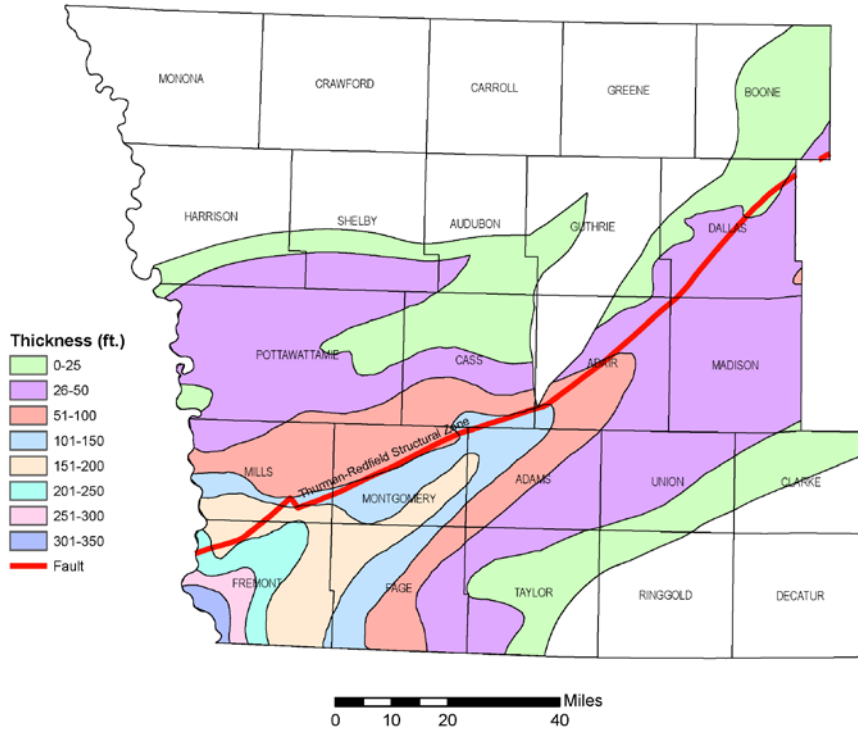 MONONA
CRAWFORD
CARROLL
GREENE
BOONE
HARRISON
SHELBY
AUDUBON
GUTHRIE
DALLAS
Thickness (ft.)
0-25
26-50
51-100
101-150
151-200
201-250
251-300
301-350
Fault
POTTAWATTAMIE
CASS
ADAIR
MADISON
Thurman-Redfield Structural Zone
MILLS
MONTGOMERY
ADAMS
UNION
CLARKE
FREMONT
PAGE
TAYLOR
RINGGOLD
DECATUR
Miles
0 10 20 40